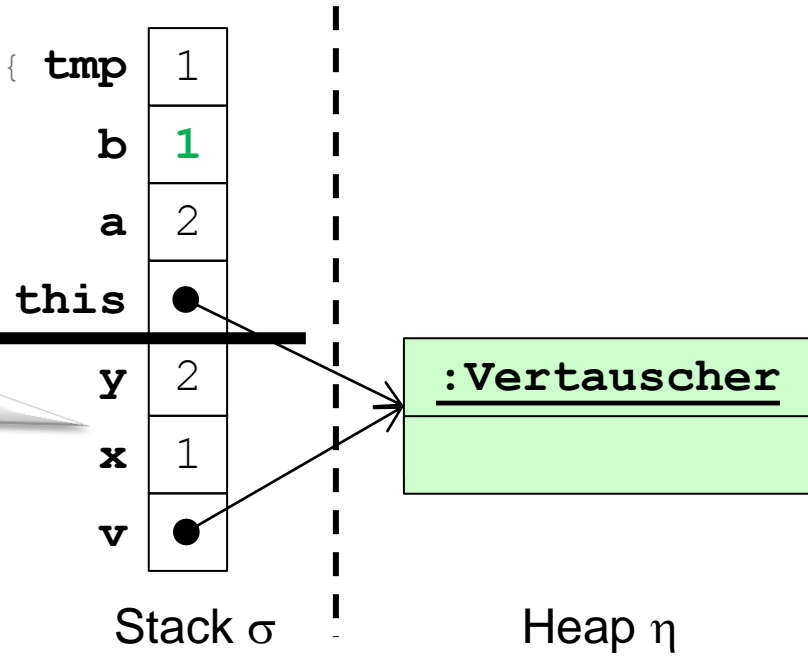 { tmp 1
b 1
a 2
this
y 2
:Vertauscher
x 1
v
Stack σ
Heap η